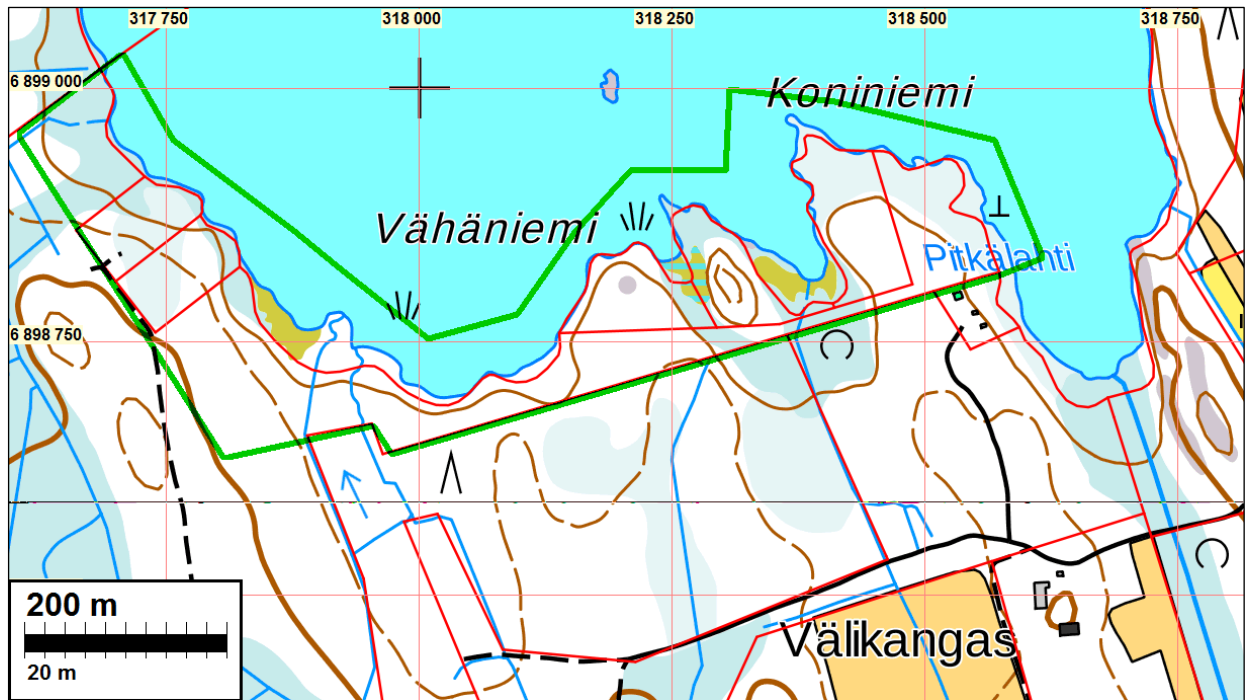 317 750
318 000
318 250
318 500
318 750
6 899 000
Koniniemi
Vähäniemi
Pitkälahti
6 898 750
200 m
20 m
Välikangas